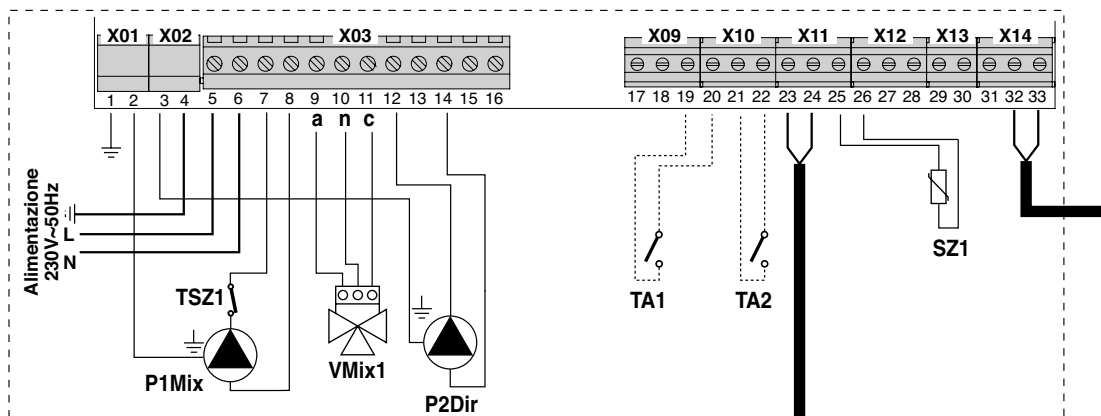 X01 X02 X03 X09 X10 X11 X12 X13 X14
1 2 3 4 5 6 7 8 9 10 11 12 13 14 15 16 17 18 19 20 21 22 23 24 25 26 27 28 29 30 31 32 33
a n c
Alimentazione
230V~50Hz
L
N
TSZ1
P1Mix
VMix1
P2Dir
TA1
TA2
SZ1